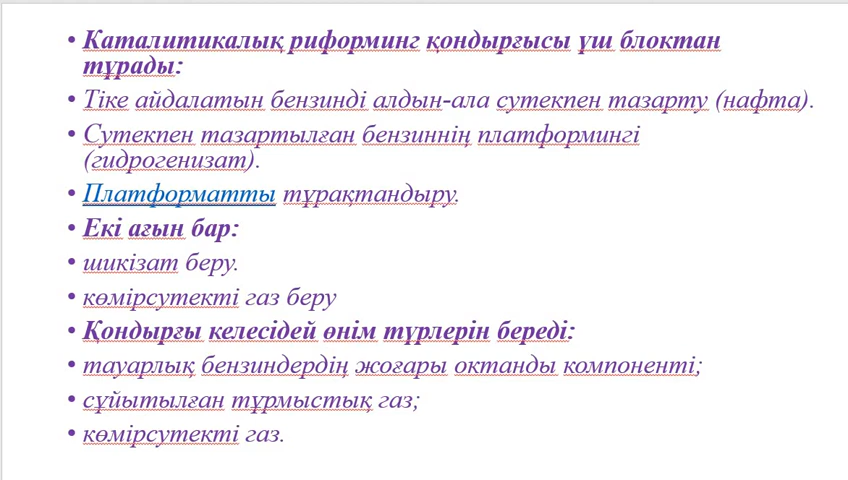 • Каталитикалық риформинг қондырғысы үш блоктан
тұрады:
• Тіке айдалатын бензинді алдын-ала сутекпен тазарту (нафта).
• Сутекпен тазартылған бензиннің платформингі
(гидрогенизат).
• Платформатты тұрақтандыру.
• Екі ағын бар:
• шикізат беру.
• көмірсутекті газ беру
• Қондырғы келесідей өнім түрлерін береді:
• тауарлық бензиндердің жоғары октанды компоненті;
• сұйытылған тұрмыстық газ;
• көмірсутекті газ.